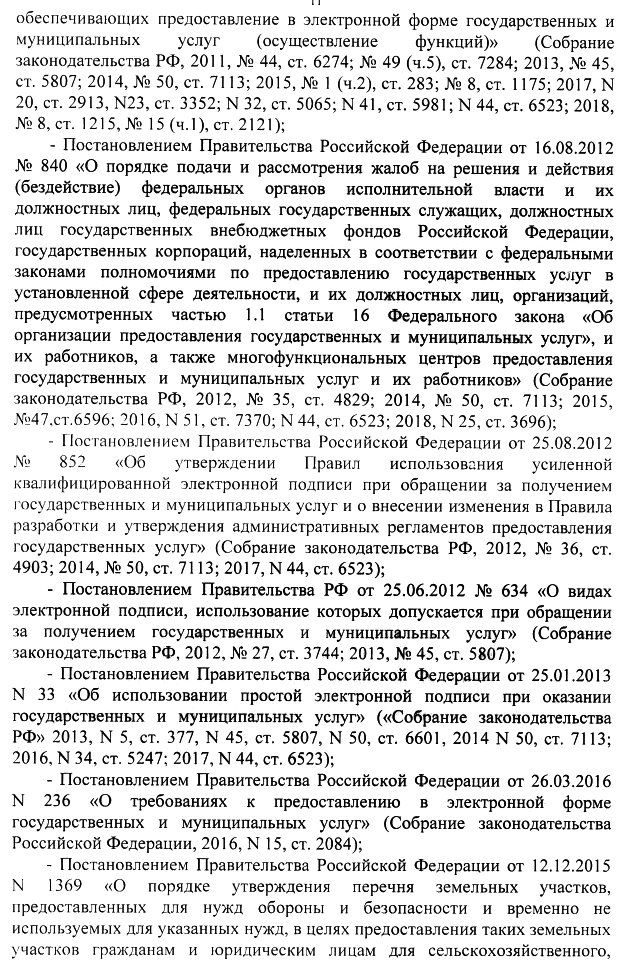 обеспечивающих предоставление в электронной форме государственных и
муниципальных услуг (осуществление функций)» (Собрание
законодательства РФ, 2011, № 44, ст. 6274; № 49 (ч.5), ст. 7284; 2013, № 45,
ст. 5807; 2014, № 50, ст. 7113; 2015, № 1 (ч.2), ст. 283; № 8, ст. 1175; 2017, N
20, ст. 2913, N23, ст. 3352; N 32, ст. 5065; N 41, ст. 5981; N 44, ст. 6523; 2018,
№ 8, ст. 1215, № 15 (ч.1), ст. 2121);
- Постановлением Правительства Российской Федерации от 16.08.2012
№ 840 «О порядке подачи и рассмотрения жалоб на решения и действия
(бездействие) федеральных органов исполнительной власти и их
должностных лиц, федеральных государственных служащих, должностных
лиц государственных внебюджетных фондов Российской Федерации,
государственных корпораций, наделенных в соответствии с федеральными
законами полномочиями по предоставлению государственных услуг в
установленной сфере деятельности, и их должностных лиц, организаций,
предусмотренных частью 1.1 статьи 16 Федерального закона «Об
организации предоставления государственных и муниципальных услуг», и
их работников, а также многофункциональных центров предоставления
государственных и муниципальных услуг и их работников» (Собрание
законодательства РФ, 2012, № 35, ст. 4829; 2014, № 50, ст. 7113; 2015,
№47,ст.6596; 2016, N 51, ст. 7370; N 44, ст. 6523; 2018, N 25, ст. 3696);
- Постановлением Правительства Российской Федерации от 25.08.2012
№ 852 «Об утверждении Правил использования усиленной
квалифицированной электронной подписи при обращении за получением
государственных и муниципальных услуг и о внесении изменения в Правила
разработки и утверждения административных регламентов предоставления
государственных услуг» (Собрание законодательства РФ, 2012, № 36, ст.
4903; 2014, № 50, ст. 7113; 2017, N 44, ст. 6523);
- Постановлением Правительства РФ от 25.06.2012 № 634 «О видах
электронной подписи, использование которых допускается при обращении
за получением государственных и муниципальных услуг» (Собрание
законодательства РФ, 2012, № 27, ст. 3744; 2013, № 45, ст. 5807);
- Постановлением Правительства Российской Федерации от 25.01.2013
N 33 «Об использовании простой электронной подписи при оказании
государственных и муниципальных услуг» («Собрание законодательства
РФ» 2013, N 5, ст. 377, N 45, ст. 5807, N 50, ст. 6601, 2014 N 50, ст. 7113;
2016, N 34, ст. 5247; 2017, N 44, ст. 6523);
- Постановлением Правительства Российской Федерации от 26.03.2016
N 236 «О требованиях к предоставлению в электронной форме
государственных и муниципальных услуг» (Собрание законодательства
Российской Федерации, 2016, N 15, ст. 2084);
- Постановлением Правительства Российской Федерации от 12.12.2015
N 1369 «О порядке утверждения перечня земельных участков,
предоставленных для нужд обороны и безопасности и временно не
используемых для указанных нужд, в целях предоставления таких земельных
участков гражданам и юридическим лицам для сельскохозяйственного,